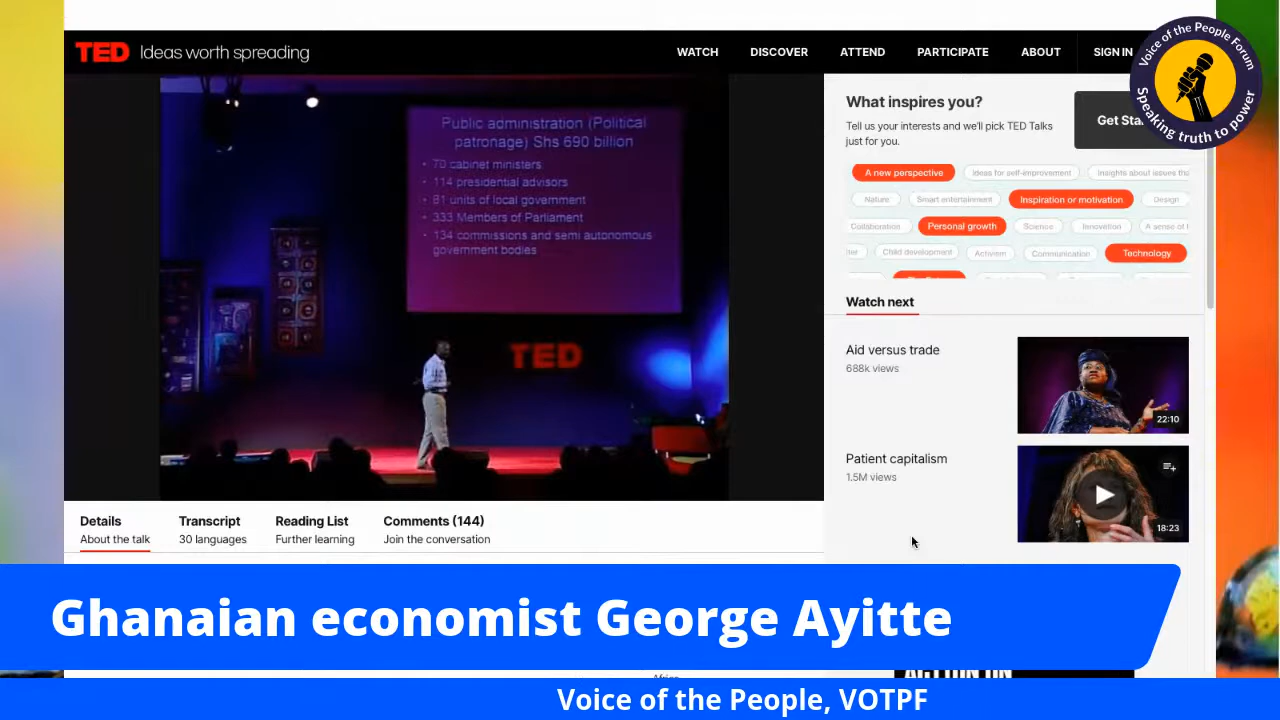 TED Ideas worth spreading
WATCH
DISCOVER
ATTEND
PARTICIPATE
ABOUT
SIGN IN
Voice of the People Forum
Speaking truth to power
Public administration (Political
patronage) Shs 690 billion
• 70 cabinet ministers
• 114 presidential advisors
• 81 units of local government
• 333 Members of Parliament
• 134 commissions and semi autonomous
government bodies
TED
What inspires you?
Tell us your interests and we'll pick TED Talks
just for you.
Get Sta
A new perspective
Ideas for self-improvement
Insights about issues tha
Nature
Smart entertainment
Inspiration or motivation
Design
Collaboration
Personal growth
Science
Innovation
A sense of
Child development
Activism
Communication
Technology
Watch next
Aid versus trade
688k views
22:10
Patient capitalism
1.5M views
18:23
Details
About the talk
Transcript
30 languages
Reading List
Further learning
Comments (144)
Join the conversation
Ghanaian economist George Ayitte
Voice of the People, VOTPF